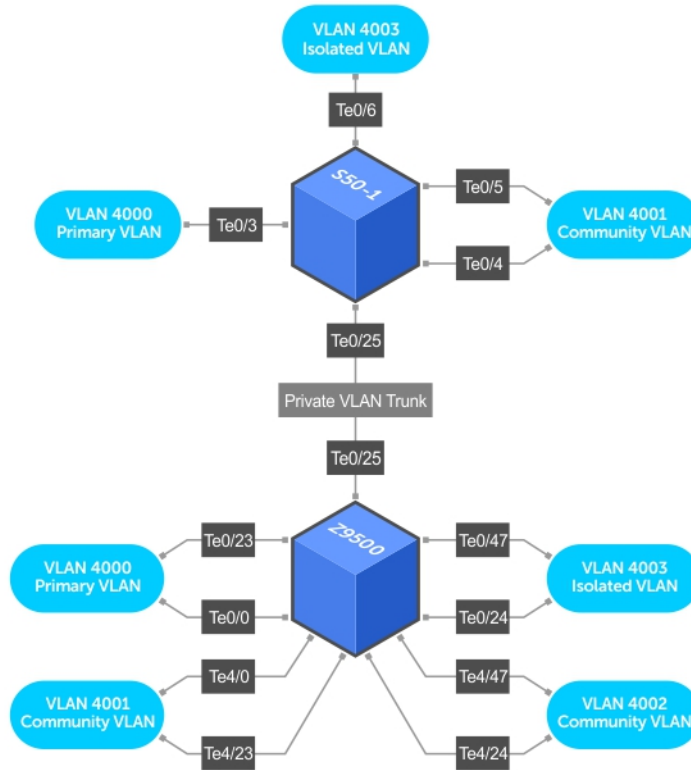 VLAN 4003
Isolated VLAN
Te0/6
S50-1
Te0/5
VLAN 4000
Primary VLAN
Te0/3
VLAN 4001
Community VLAN
Te0/4
Te0/25
Private VLAN Trunk
Te0/25
Z9500
Te0/23
Te0/47
VLAN 4000
Primary VLAN
VLAN 4003
Isolated VLAN
Te0/0
Te0/24
Te4/0
Te4/47
VLAN 4001
Community VLAN
VLAN 4002
Community VLAN
Te4/23
Te4/24